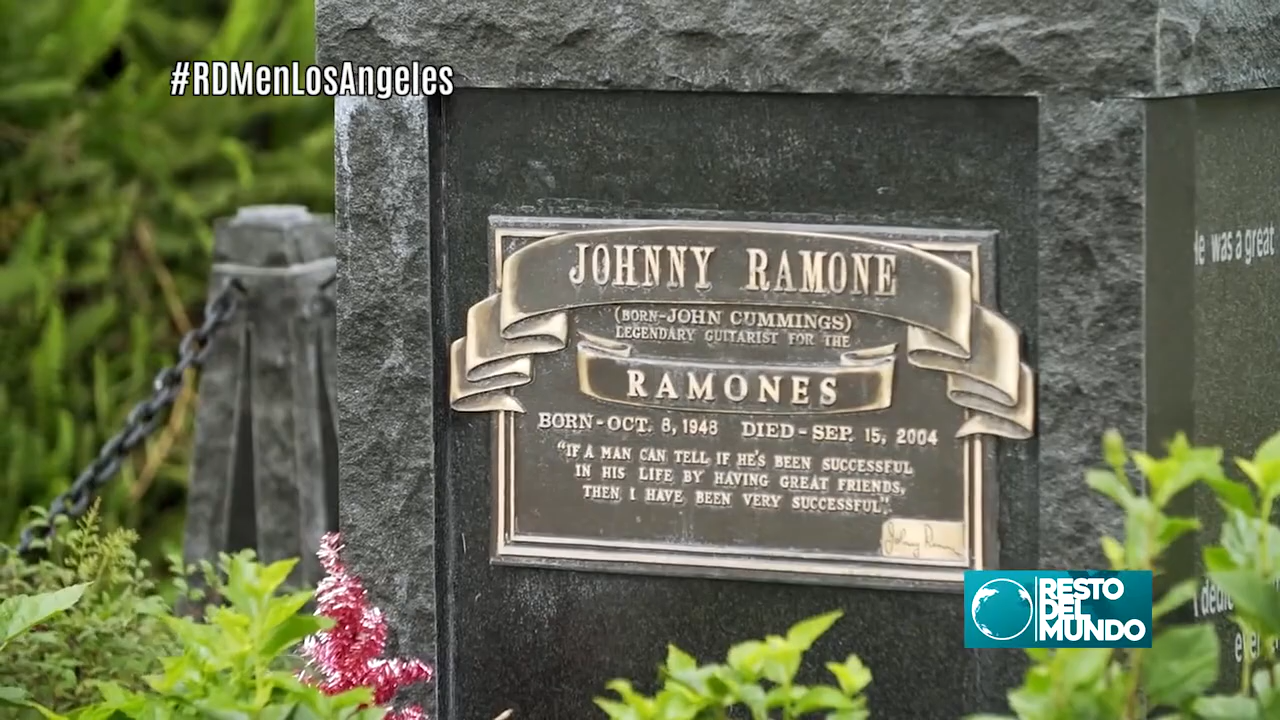 #RDMenLosAngeles
JOHNNY RAMONE
(BORN-JOHN CUMMINGS)
LEGENDARY GUITARIST FOR THE
RAMONES
BORN-OCT. 8, 1948 DIED-SEP. 15, 2004
"IF A MAN CAN TELL IF HE'S BEEN SUCCESSFUL
IN HIS LIFE BY HAVING GREAT FRIENDS,
THEN I HAVE BEEN VERY SUCCESSFUL".
Johnny Ramone
was a great
RESTO
DEL
MUNDO